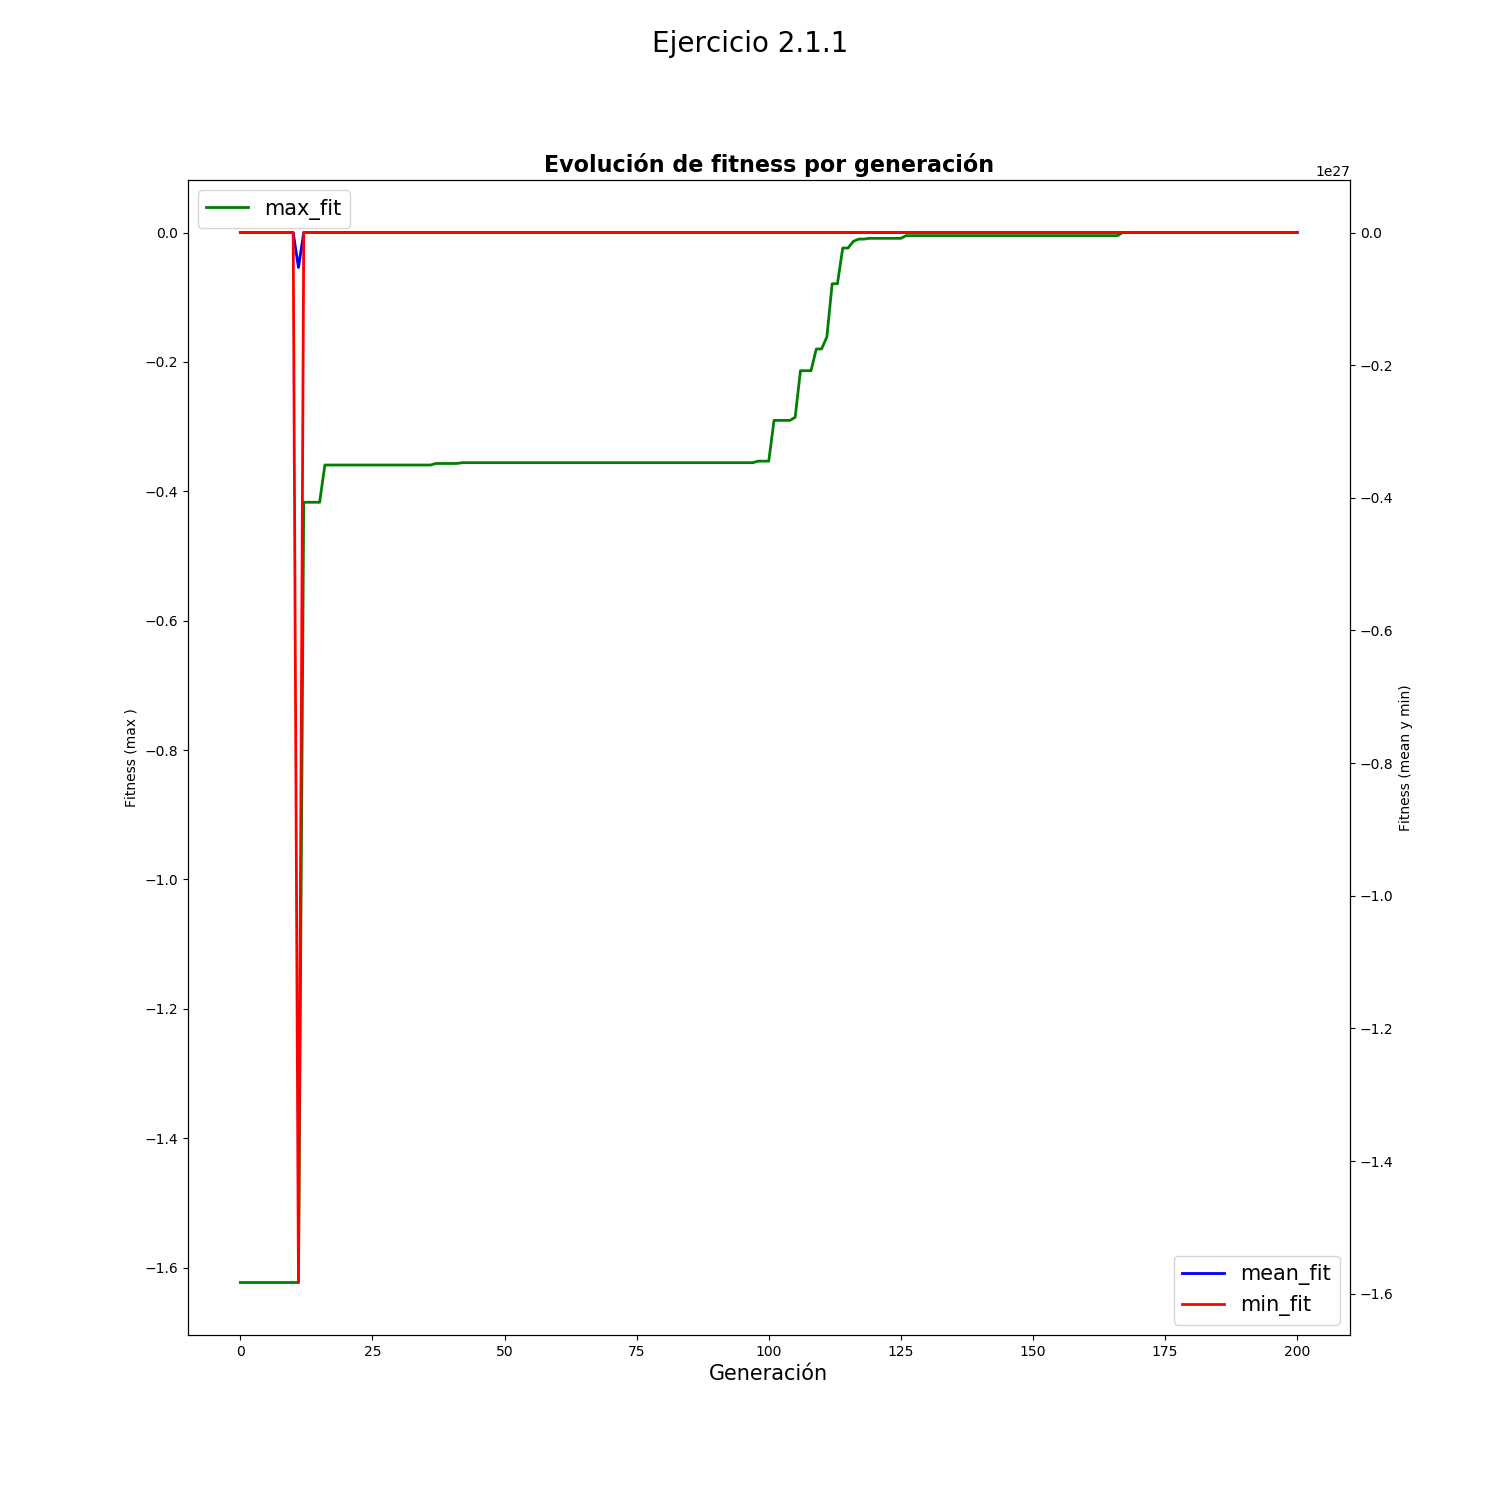 Ejercicio 2.1.1
Evolución de fitness por generación
1e27
max_fit
0.0
−0.2
−0.4
−0.6
−0.8
−1.0
−1.2
−1.4
−1.6
Fitness (max )
0.0
−0.2
−0.4
−0.6
−0.8
−1.0
−1.2
−1.4
−1.6
Fitness (mean y min)
mean_fit
min_fit
0 25 50 75 100 125 150 175 200
Generación